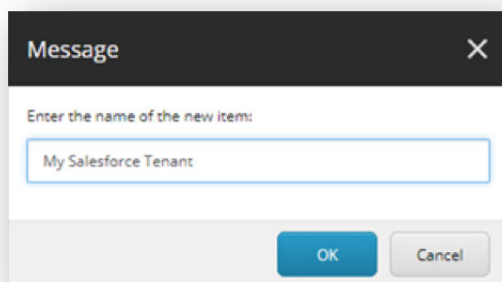 Message
Enter the name of the new item:
My Salesforce Tenant
OK
Cancel